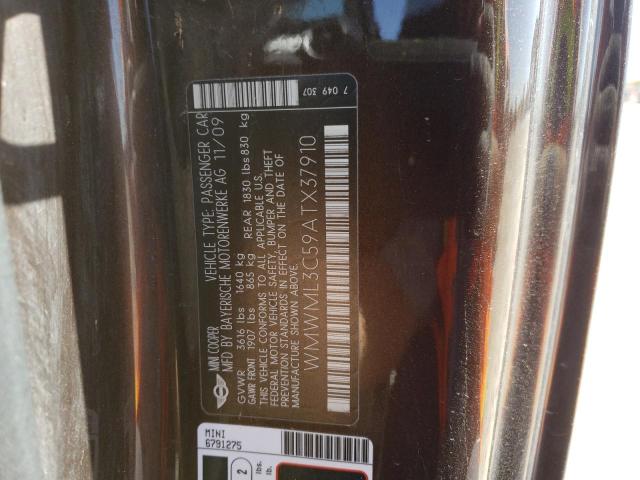 MINI COOPER VEHICLE TYPE: PASSENGER CAR
MFD BY BAYERISCHE MOTORENWERKE AG 11/09
GVWR 3616 lbs 1640 kg
GAWR FRONT 1907 lbs 865 kg REAR 1830 lbs 830 kg
THIS VEHICLE CONFORMS TO ALL APPLICABLE U.S.
FEDERAL MOTOR VEHICLE SAFETY, BUMPER AND THEFT
PREVENTION STANDARDS IN EFFECT ON THE DATE OF
MANUFACTURE SHOWN ABOVE.
WMWML3C59ATX37910
7 049 307
MINI
6791275
2
lbs.
lb.